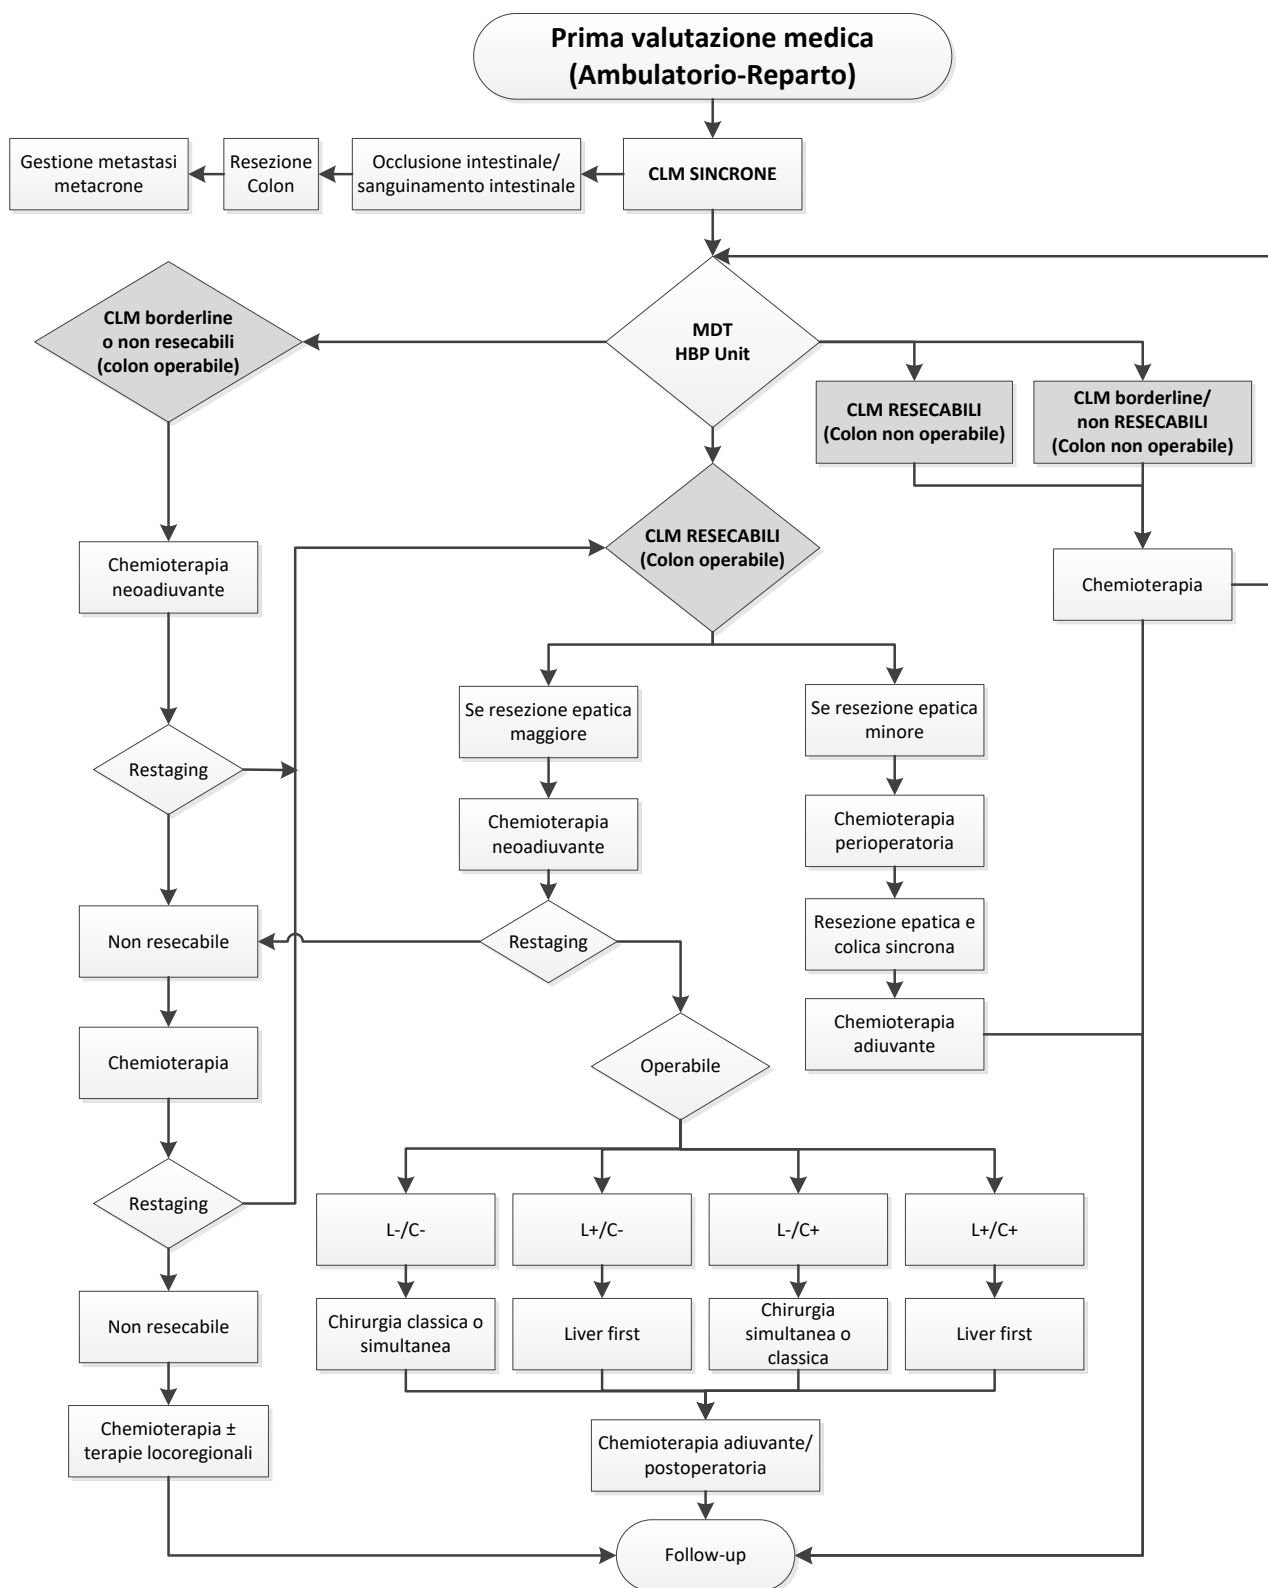 Prima valutazione medica
(Ambulatorio-Reparto)
Gestione metastasi
metacrone
Resezione
Colon
Occlusione intestinale/
sanguinamento intestinale
CLM SINCRONE
CLM borderline
o non resecabili
(colon operabile)
MDT
HBP Unit
CLM RESECABILI
(Colon non operabile)
CLM borderline/
non RESECABILI
(Colon non operabile)
CLM RESECABILI
(Colon operabile)
Chemioterapia
neoadiuvante
Chemioterapia
Se resezione epatica
maggiore
Se resezione epatica
minore
Restaging
Chemioterapia
neoadiuvante
Chemioterapia
perioperatoria
Non resecabile
Restaging
Resezione epatica e
colica sincrona
Chemioterapia
Operabile
Chemioterapia
adiuvante
Restaging
L-/C-
L+/C-
L-/C+
L+/C+
Non resecabile
Chirurgia classica o
simultanea
Liver first
Chirurgia
simultanea o
classica
Liver first
Chemioterapia ±
terapie locoregionali
Chemioterapia adiuvante/
postoperatoria
Follow-up